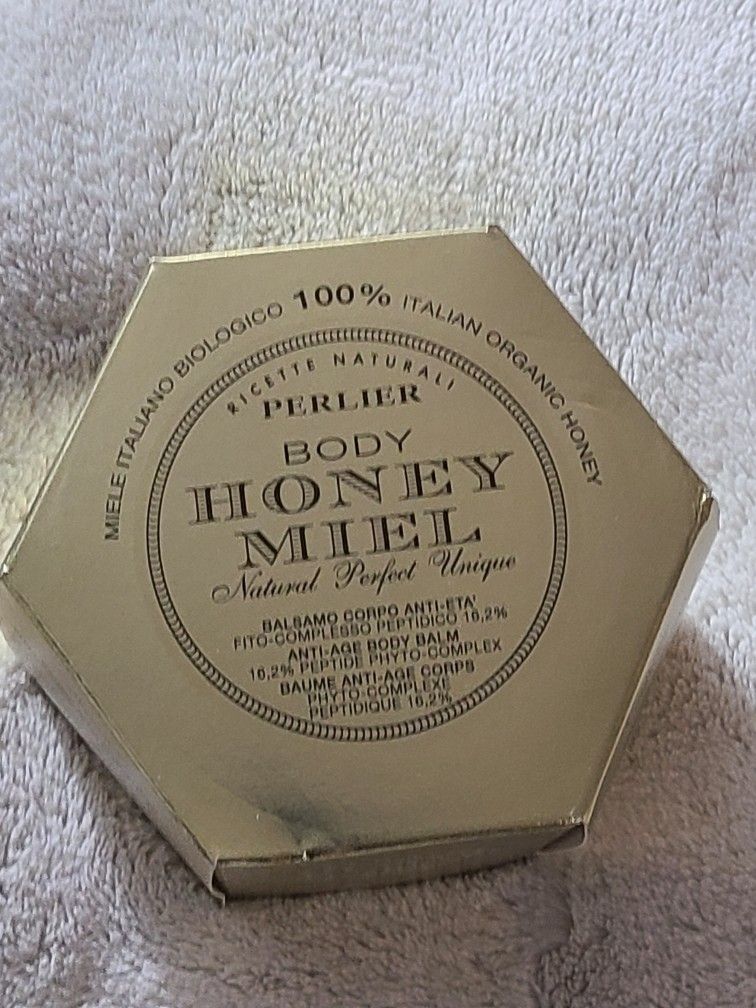 MIELE ITALIANO BIOLOGICO 100% ITALIAN ORGANIC HONEY
RICETTE NATURALI
PERLIER
BODY
HONEY
MIEL
Natural Perfect Unique
BALSAMO CORPO ANTI-ETA'
FITO-COMPLESSO PEPTIDICO 16,2%
ANTI-AGE BODY BALM
16,2% PEPTIDE PHYTO-COMPLEX
BAUME ANTI-AGE CORPS
PHYTO-COMPLEXE
PEPTIDIQUE 16,2%